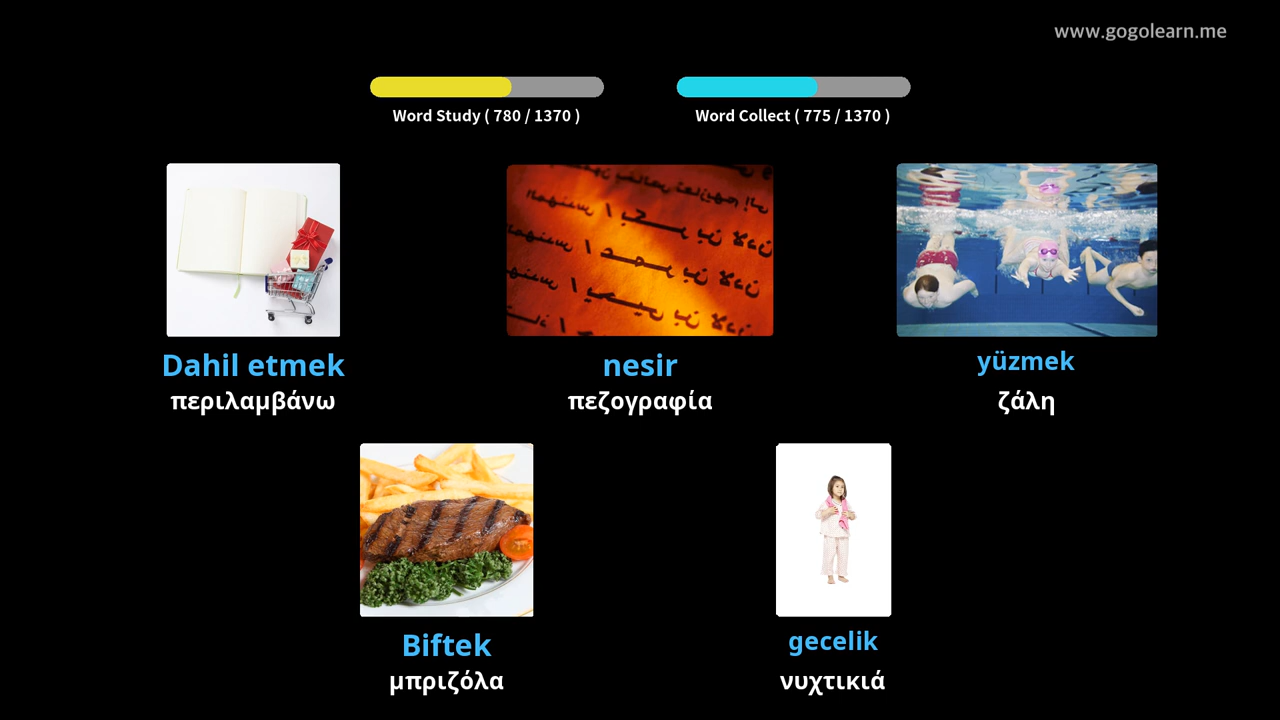 www.gogolearn.me
Word Study ( 780 / 1370 )
Word Collect ( 775 / 1370 )
Dahil etmek
περιλαμβάνω
nesir
πεζογραφία
yüzmek
ζάλη
Biftek
μπριζόλα
gecelik
νυχτικιά